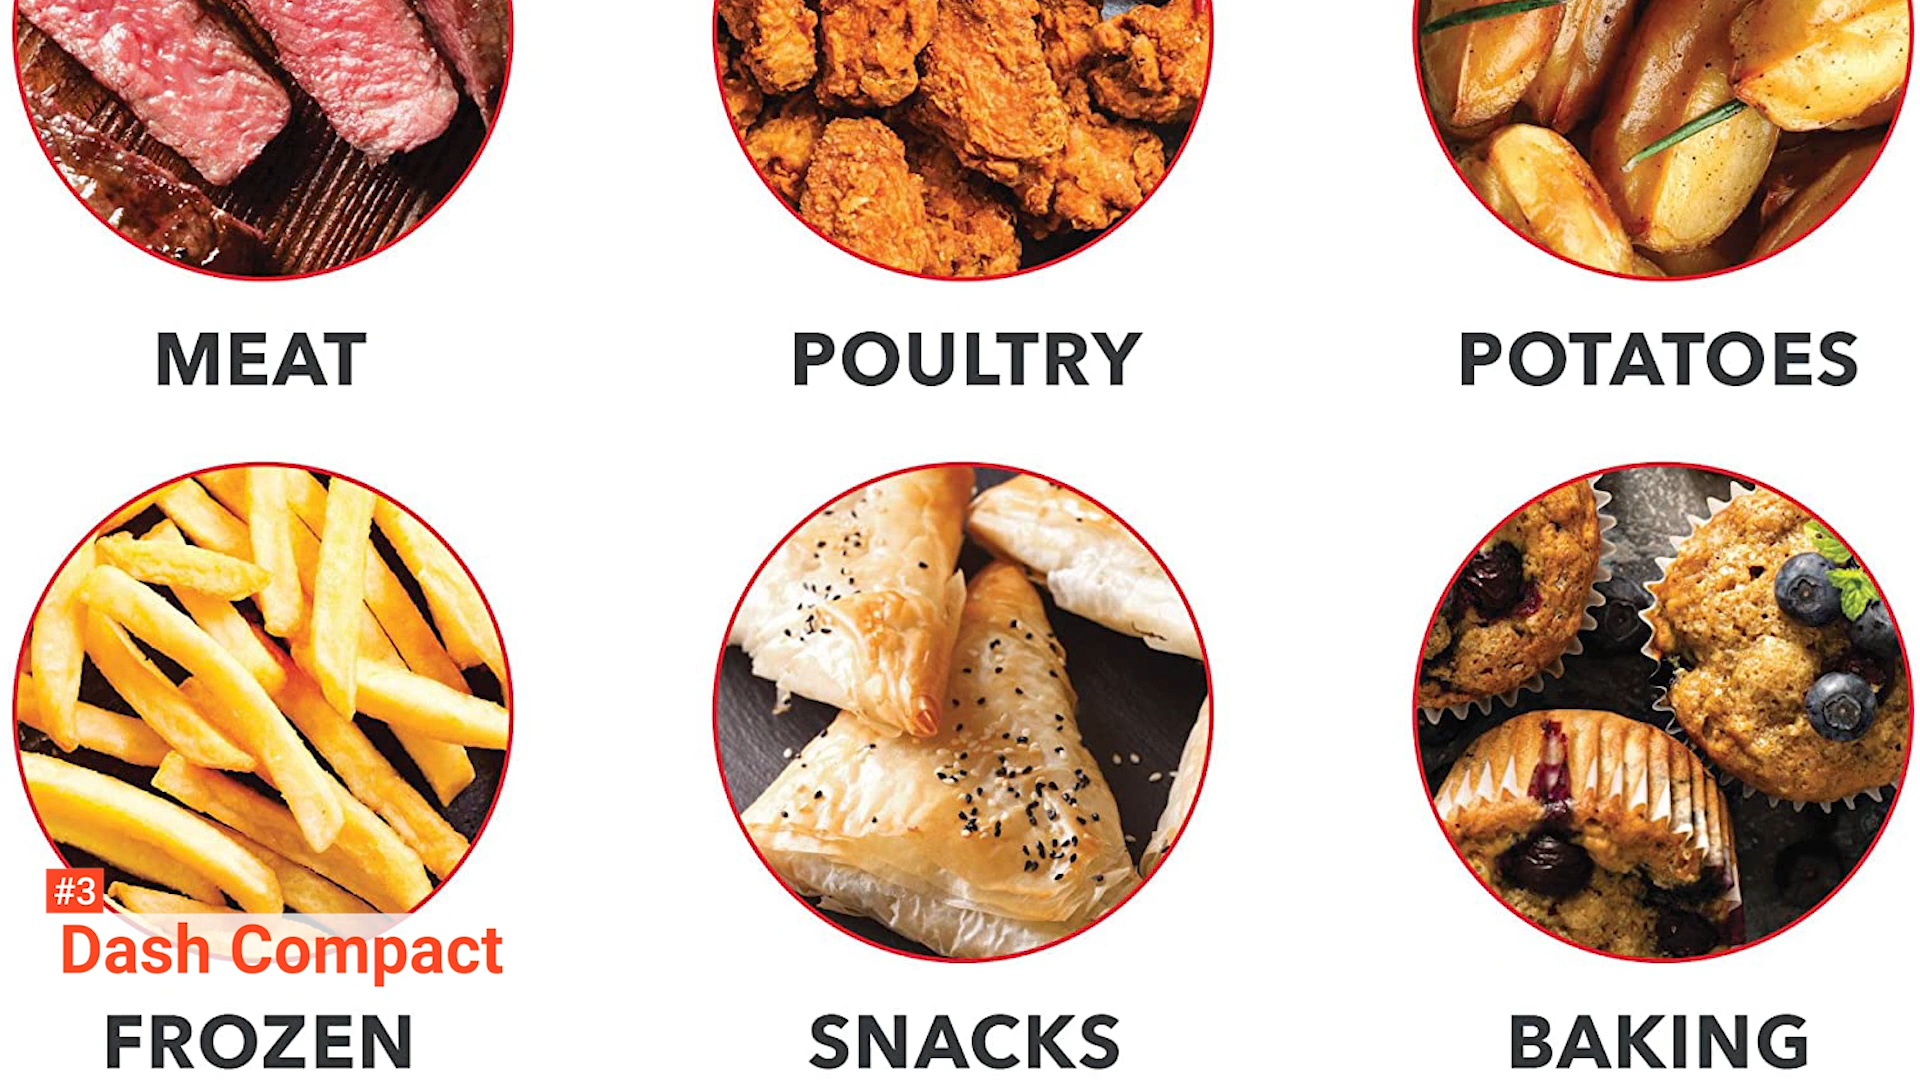 MEAT
POULTRY
POTATOES
#3
Dash Compact
FROZEN
SNACKS
BAKING